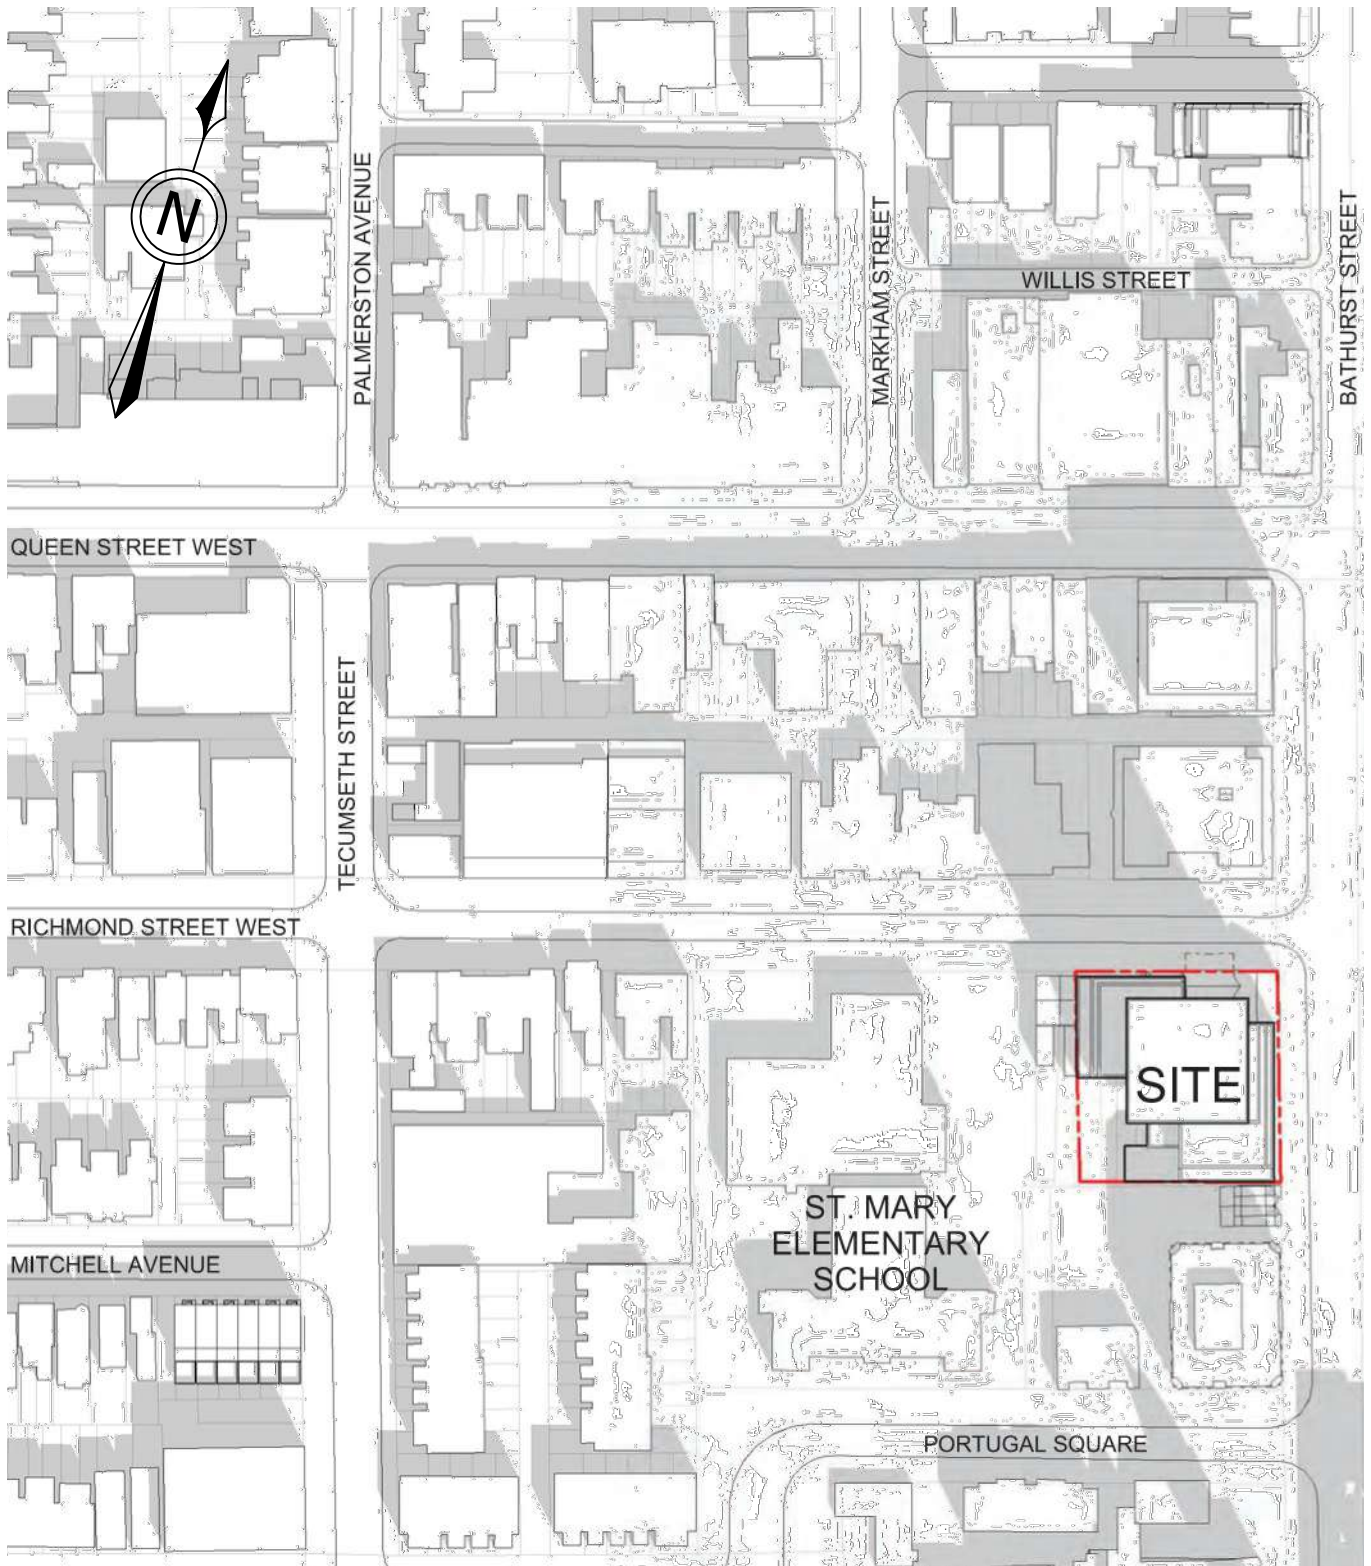 N
PALMERSTON AVENUE
MARKHAM STREET
WILLIS STREET
BATHURST STREET
QUEEN STREET WEST
TECUMSETH STREET
RICHMOND STREET WEST
SITE
ST. MARY
ELEMENTARY
SCHOOL
MITCHELL AVENUE
PORTUGAL SQUARE